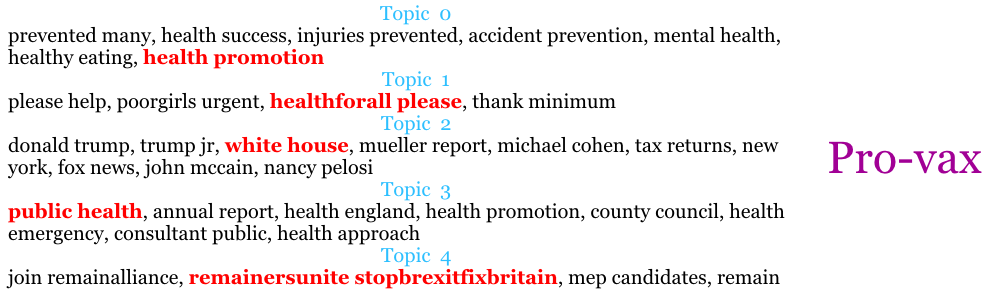 Topic 0
prevented many, health success, injuries prevented, accident prevention, mental health,
healthy eating, health promotion
Topic 1
please help, poorgirls urgent, healthforall please, thank minimum
Topic 2
donald trump, trump jr, white house, mueller report, michael cohen, tax returns, new
york, fox news, john mccain, nancy pelosi
Topic 3
public health, annual report, health england, health promotion, county council, health
emergency, consultant public, health approach
Topic 4
join remainalliance, remainersunite stopbrexitfixbritain, mep candidates, remain
Pro-vax